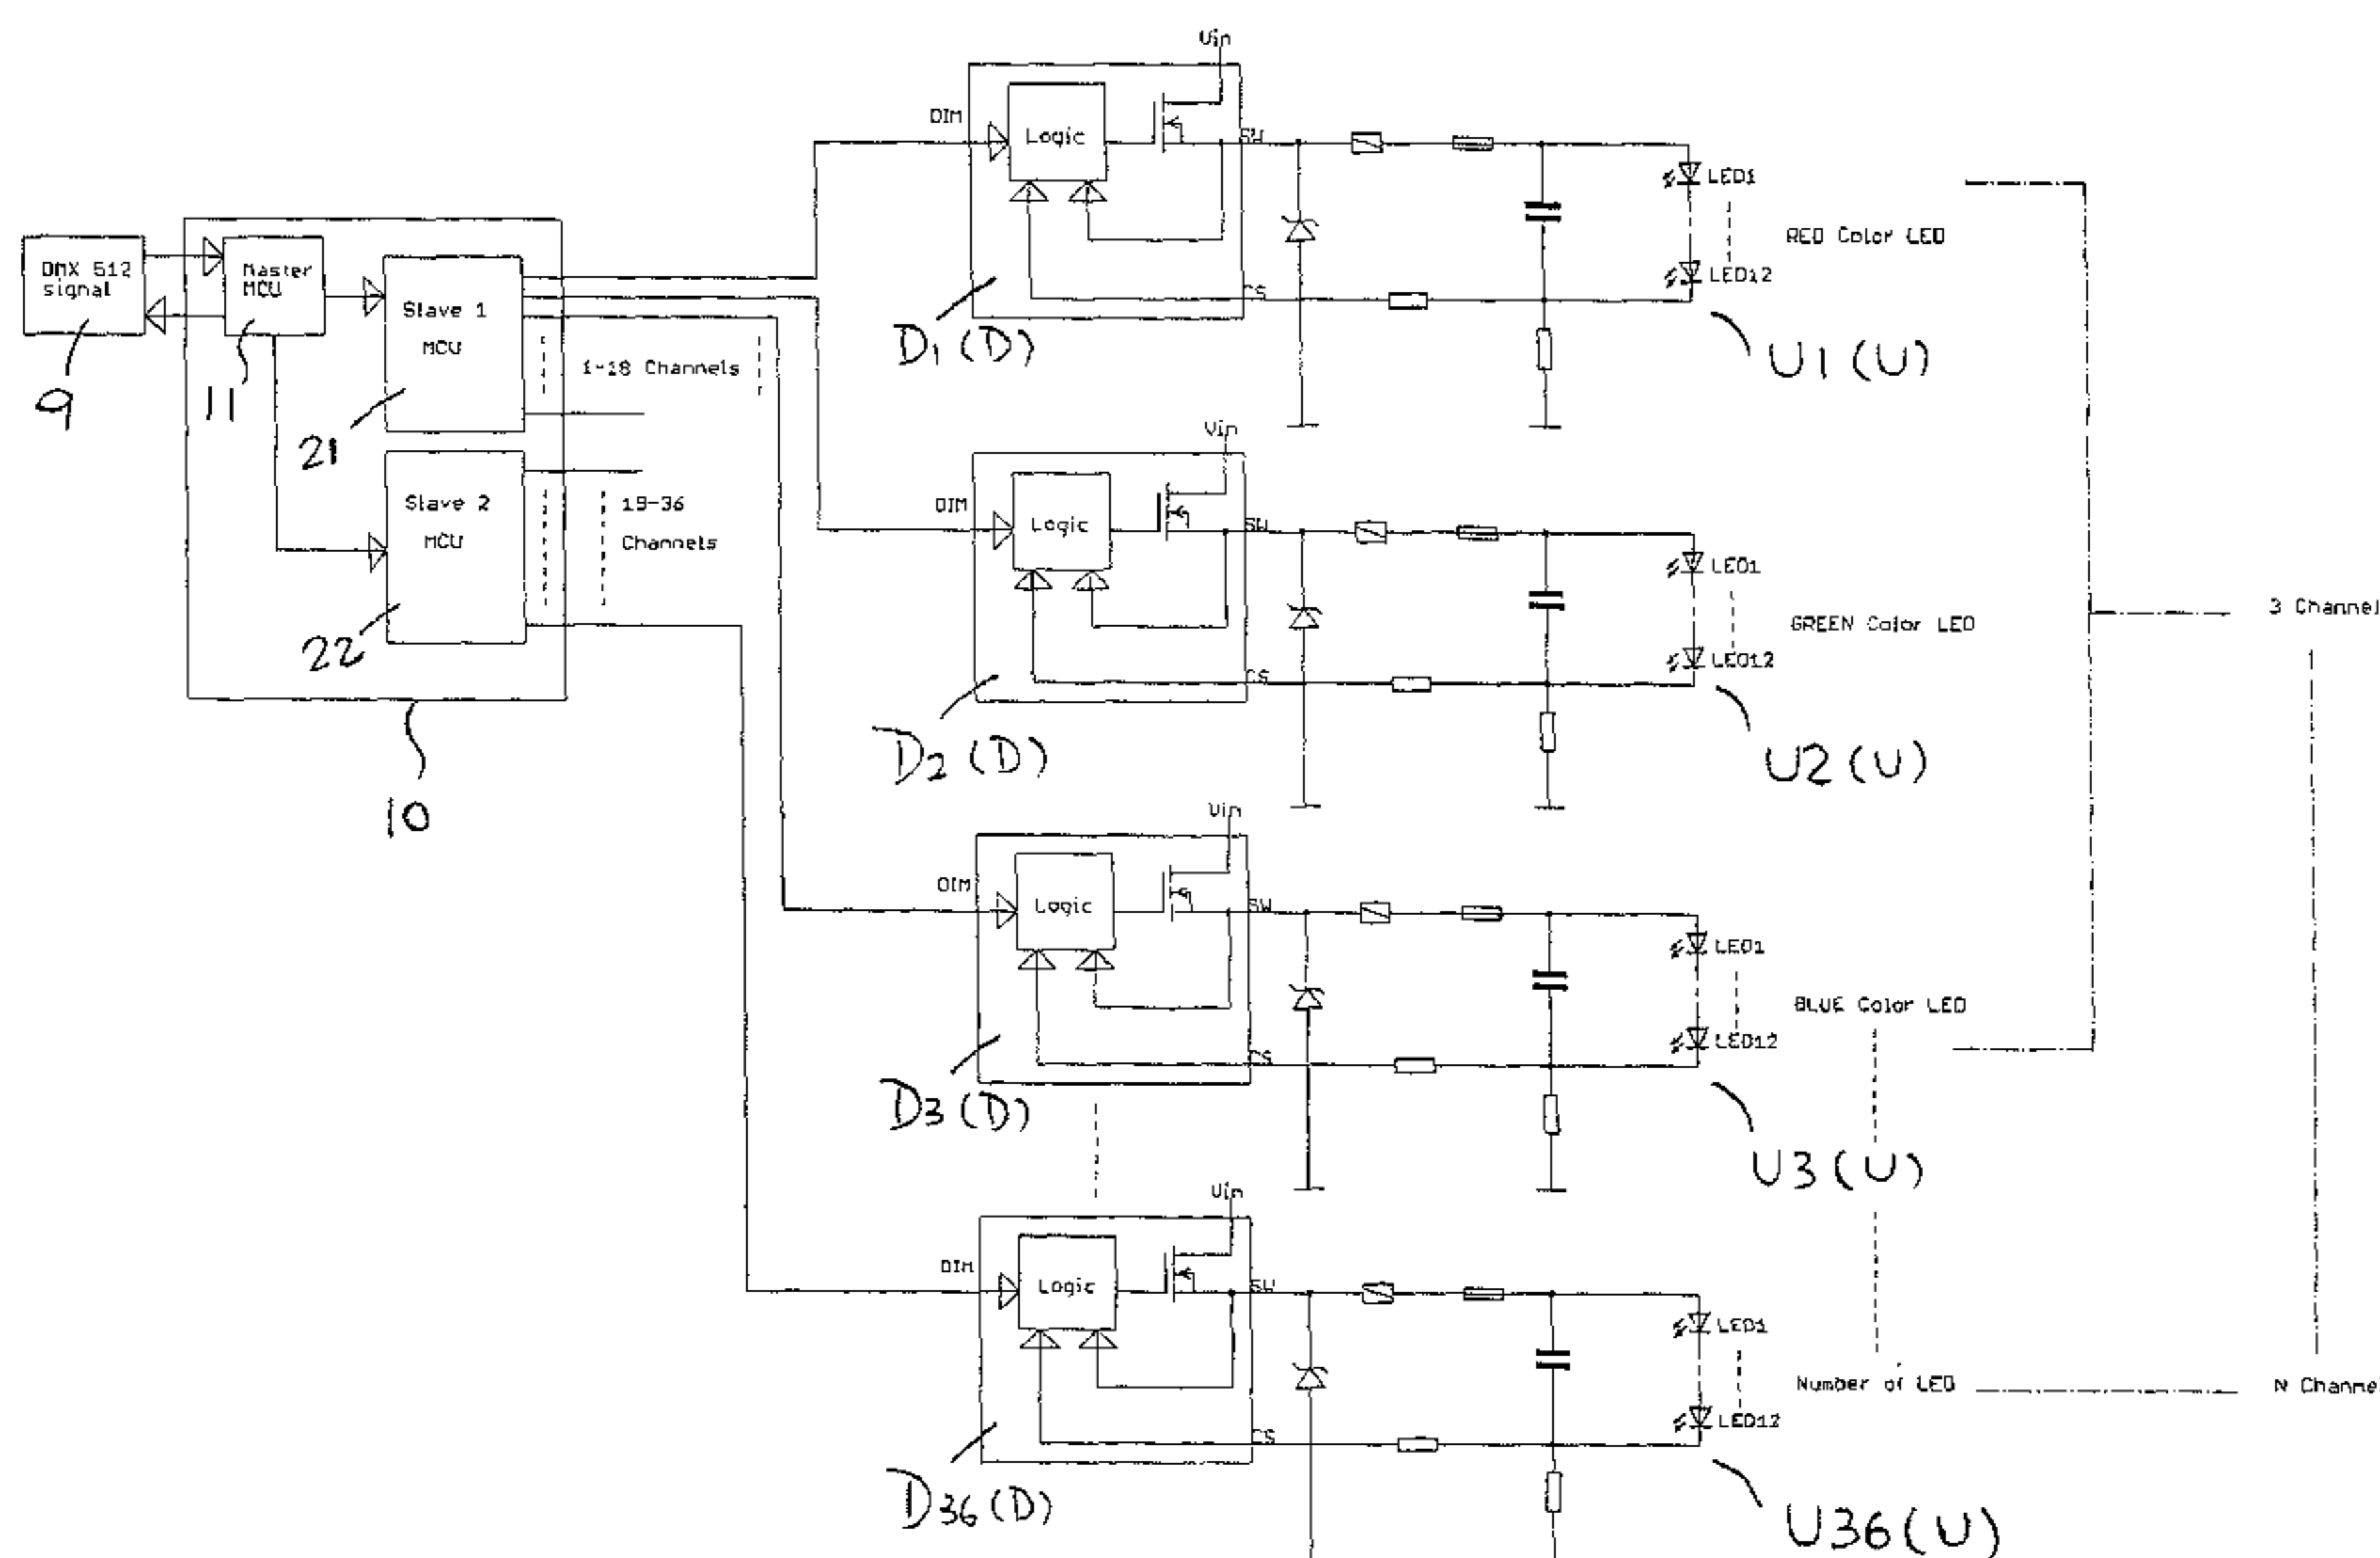 DMX 512
signal
9
Master
MCU
11
Slave 1
MCU
21
1-18 Channels
Slave 2
MCU
22
19-36
Channels
10
Vin
DIM
Logic
SW
CS
D1 (D)
LED1
LED12
RED Color LED
U1 (U)
Vin
DIM
Logic
SW
CS
D2 (D)
LED1
LED12
GREEN Color LED
U2 (U)
3 Channel
Vin
DIM
Logic
SW
CS
D3 (D)
LED1
LED12
BLUE Color LED
U3 (U)
Vin
DIM
Logic
SW
CS
D36 (D)
LED1
LED12
Number of LED
N Channel
U36 (U)